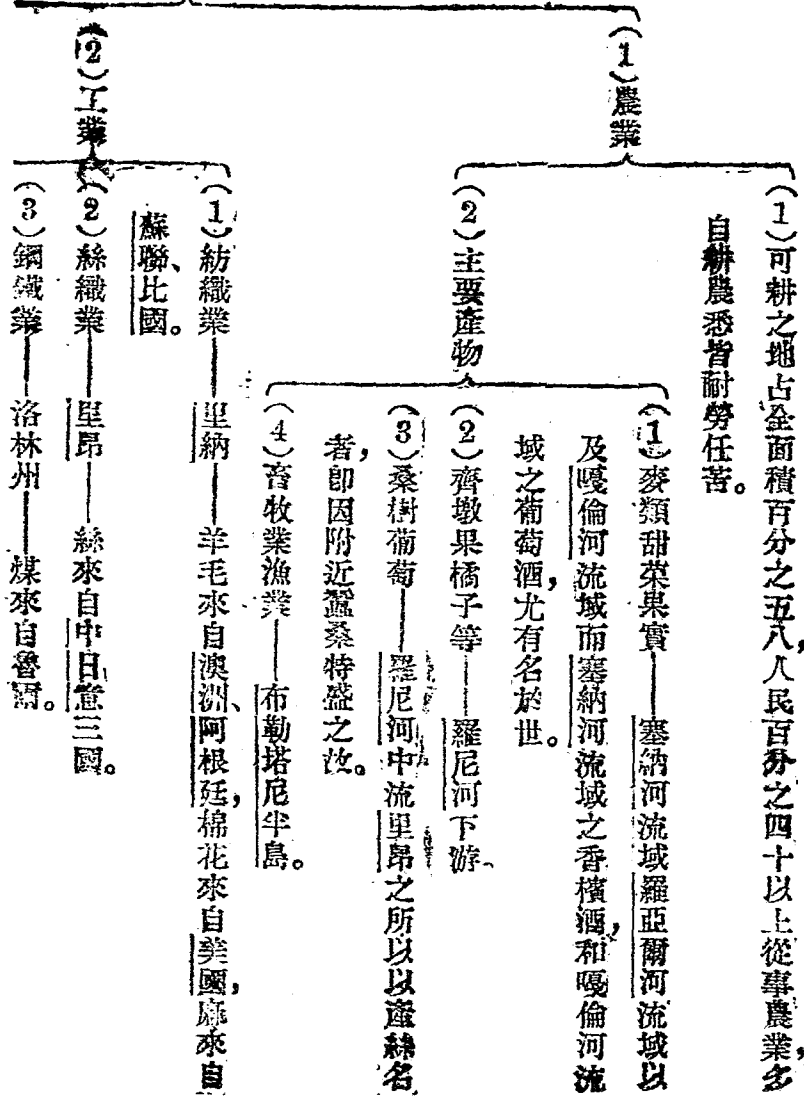 (1)農業
(1)可耕之地占全面積百分之五八,人民百分之四十以上從事農業,多
自耕農悉皆耐勞任苦。
(2)主要產物
(1)麥類甜菜果實——塞納河流域羅亞爾河流域以
及嘎倫河流域而塞納河流域之香檳酒,和嘎倫河流
域之葡萄酒,尤有名於世。
(2)齊墩果橘子等——羅尼河下游、
(3)桑樹葡萄——羅尼河中流里昂之所以以產絲名
者,即因附近蠶桑特盛之故。
(4)畜牧業漁業——布勒塔尼半島。
(2)工業
(1)紡織業——里納——羊毛來自澳洲、阿根廷,棉花來自美國,麻來自
蘇聯、比國。
(2)絲織業——里昂——絲來自中日意三國。
(3)鋼鐵業——洛林州——煤來自魯爾。